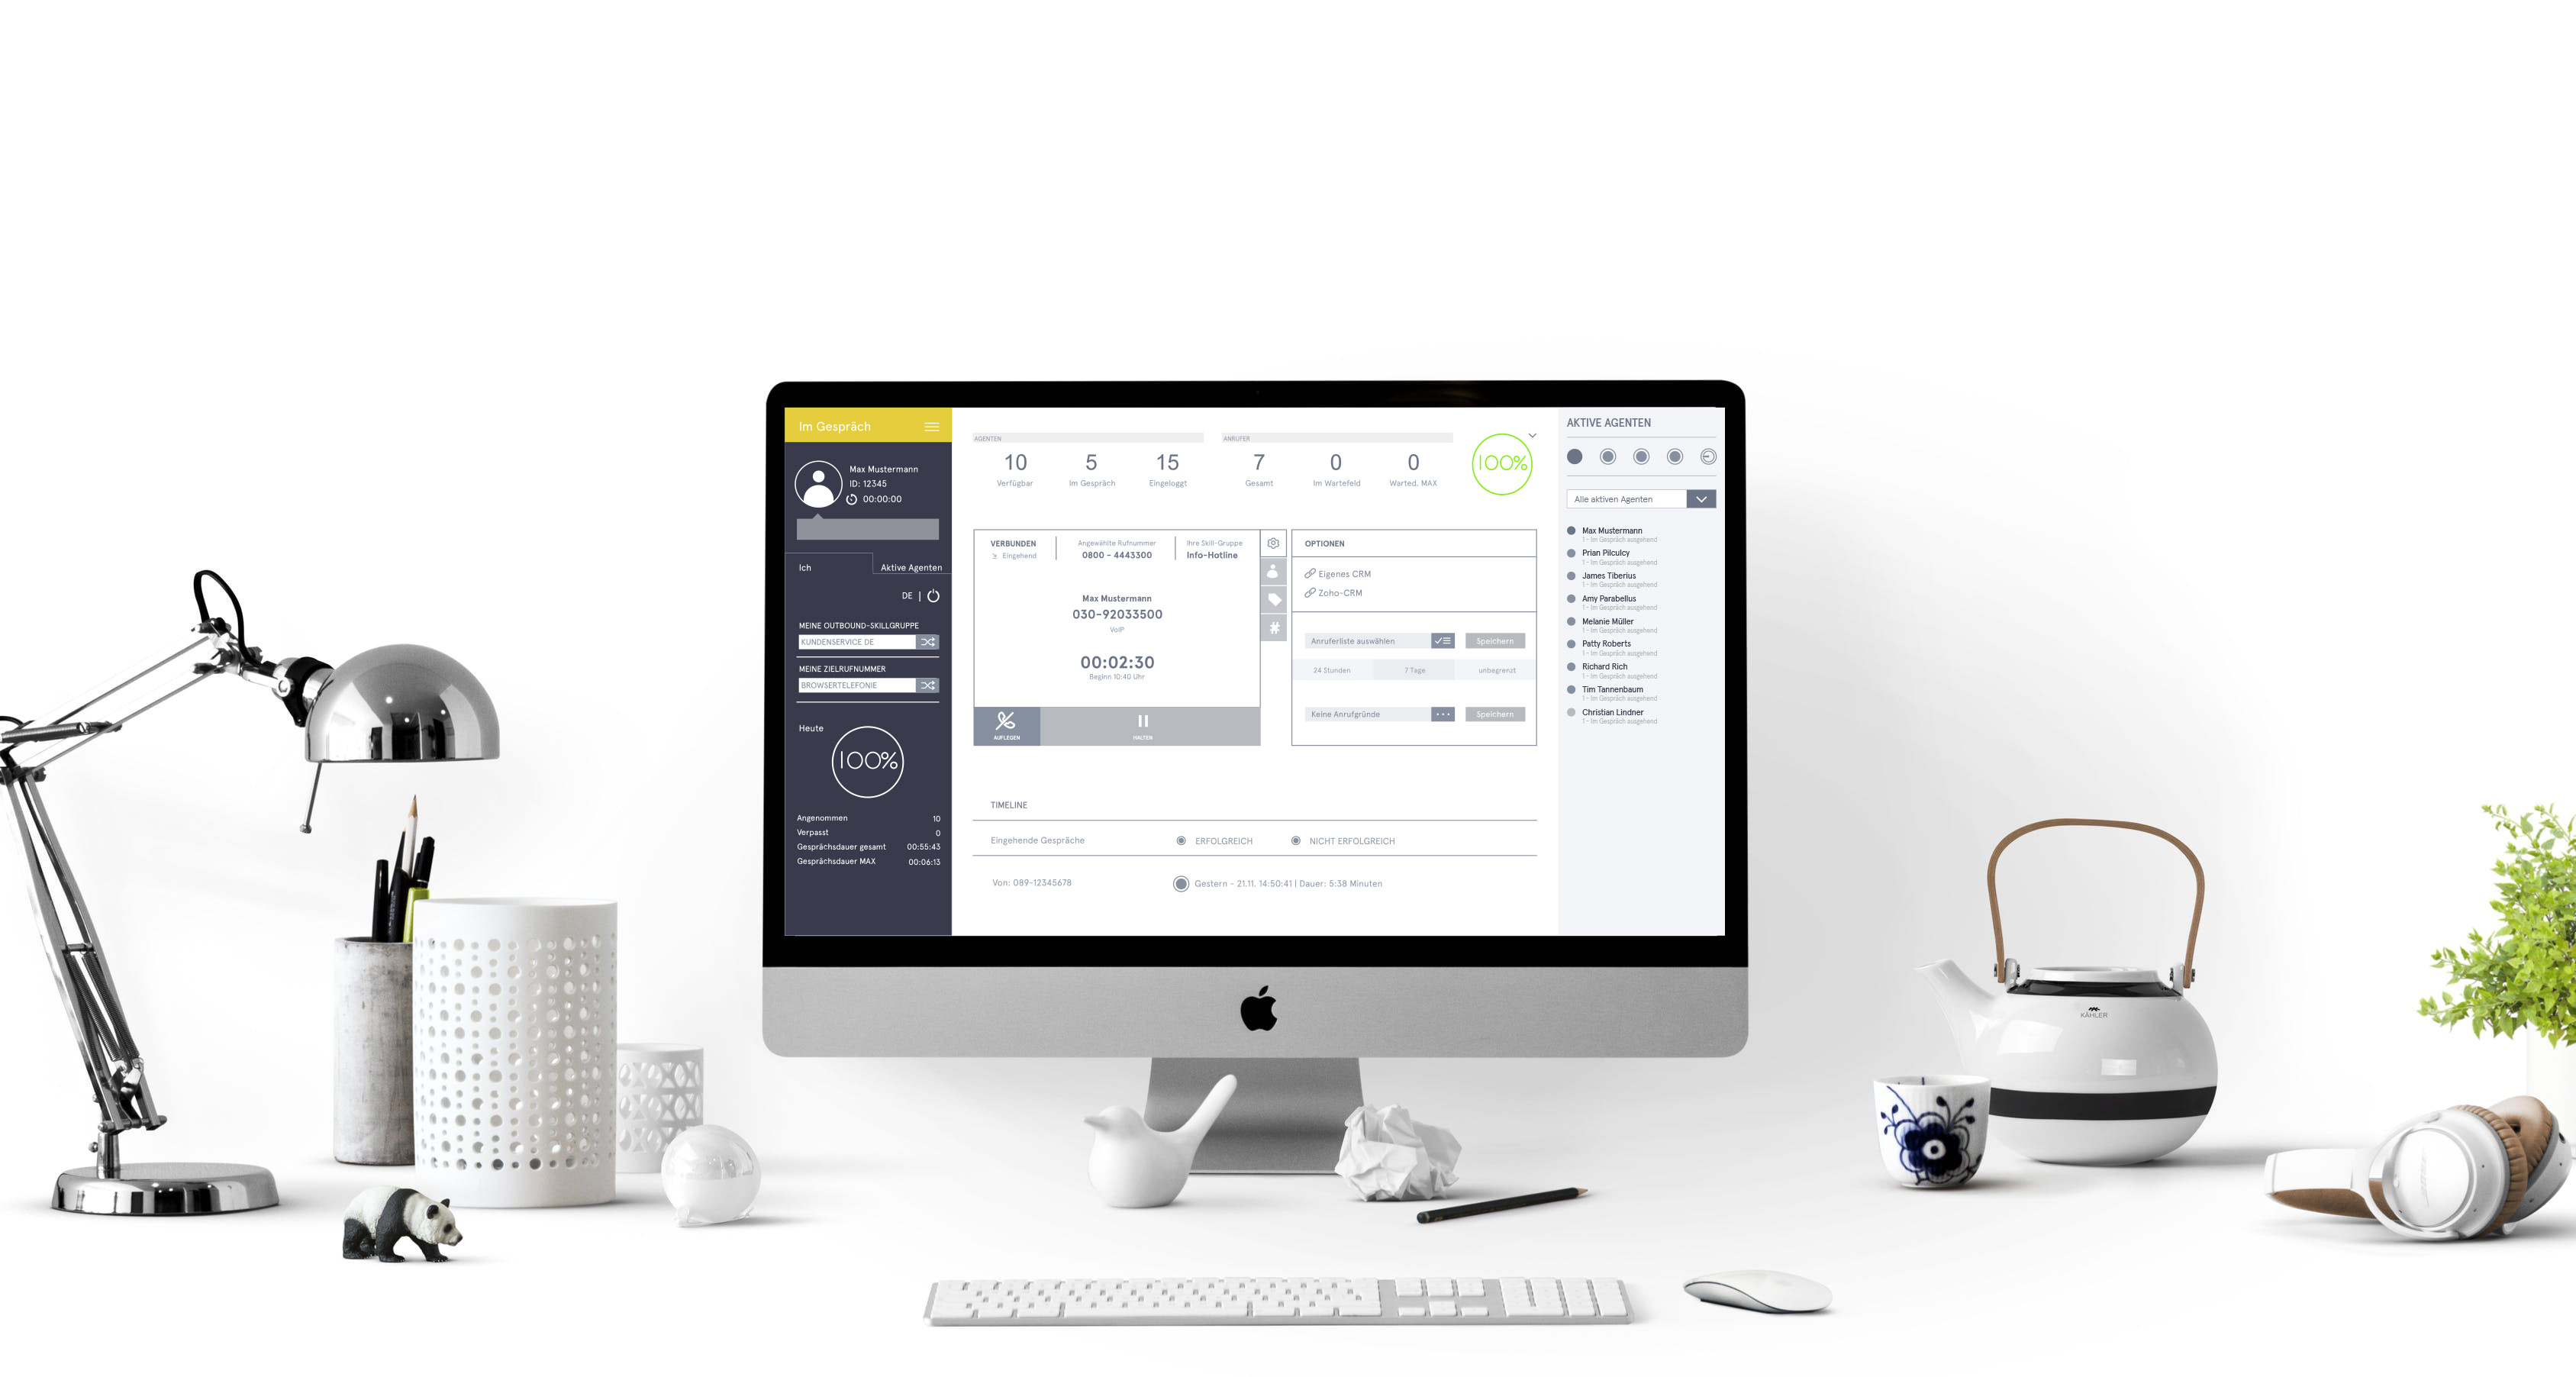 Im Gespräch
Max Mustermann
ID: 12345
00:00:00
Ich
Aktive Agenten
DE |
MEINE OUTBOUND-SKILLGRUPPE
KUNDENSERVICE DE
MEINE ZIELRUFNUMMER
BROWSERTELEFONIE
Heute
100%
Angenommen 10
Verpasst 0
Gesprächsdauer gesamt 00:55:43
Gesprächsdauer MAX 00:06:13
AGENTEN
10 5 15
Verfügbar Im Gespräch Eingeloggt
ANRUFER
7 0 0
Gesamt Im Wartefeld Warted. MAX
100%
VERBUNDEN
Eingehend
Angewählte Rufnummer
0800 - 4443300
Ihre Skill-Gruppe
Info-Hotline
Max Mustermann
030-92033500
VoIP
00:02:30
Beginn 10:40 Uhr
AUFLEGEN
HALTEN
#
OPTIONEN
Eigenes CRM
Zoho-CRM
Anruferliste auswählen
Speichern
24 Stunden 7 Tage unbegrenzt
Keine Anrufgründe
Speichern
TIMELINE
Eingehende Gespräche ERFOLGREICH NICHT ERFOLGREICH
Von: 089-12345678 Gestern - 21.11. 14:50:41 | Dauer: 5:38 Minuten
AKTIVE AGENTEN
Alle aktiven Agenten
Max Mustermann
1 - Im Gespräch ausgehend
Prian Pilculcy
1 - Im Gespräch ausgehend
James Tiberius
1 - Im Gespräch ausgehend
Amy Parabellus
1 - Im Gespräch ausgehend
Melanie Müller
1 - Im Gespräch ausgehend
Patty Roberts
1 - Im Gespräch ausgehend
Richard Rich
1 - Im Gespräch ausgehend
Tim Tannenbaum
1 - Im Gespräch ausgehend
Christian Lindner
1 - Im Gespräch ausgehend
KÄHLER